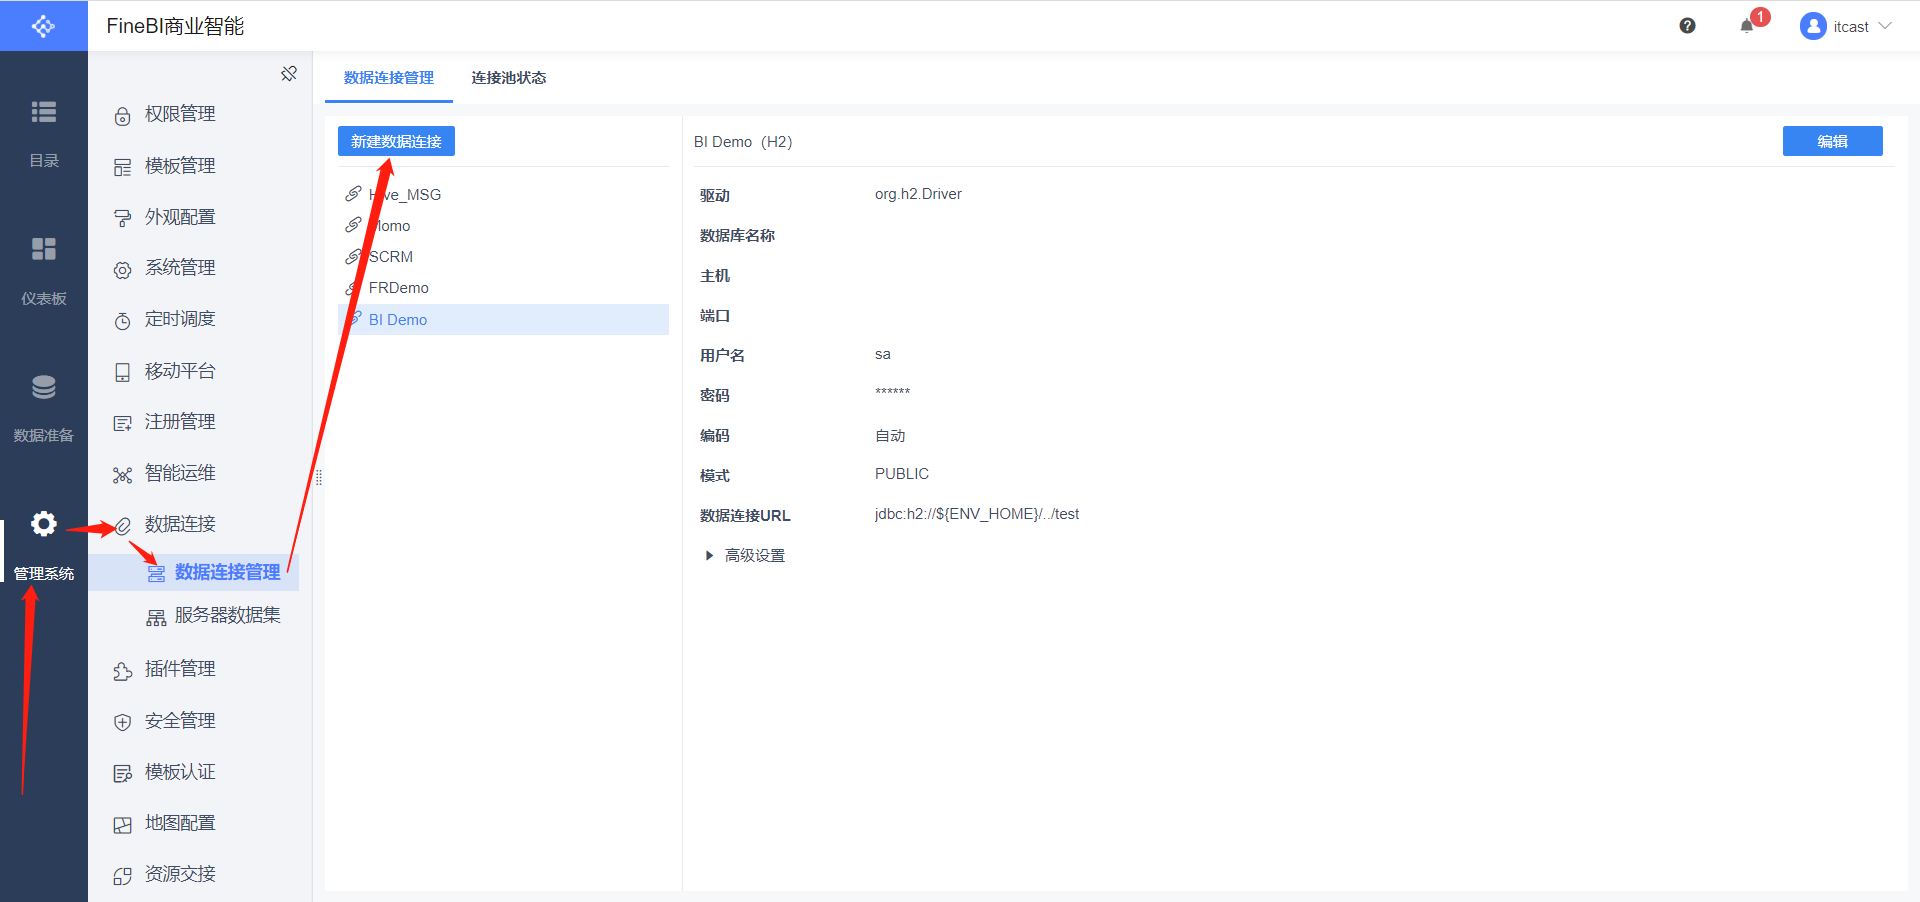 FineBI商业智能
1
itcast
目录
仪表板
数据准备
管理系统
权限管理
模板管理
外观配置
系统管理
定时调度
移动平台
注册管理
智能运维
数据连接
数据连接管理
服务器数据集
插件管理
安全管理
模板认证
地图配置
资源交接
数据连接管理
连接池状态
新建数据连接
Hive_MSG
Momo
SCRM
FRDemo
BI Demo
BI Demo（H2）
编辑
驱动 org.h2.Driver
数据库名称
主机
端口
用户名 sa
密码 ******
编码 自动
模式 PUBLIC
数据连接URL jdbc:h2://${ENV_HOME}/../test
高级设置